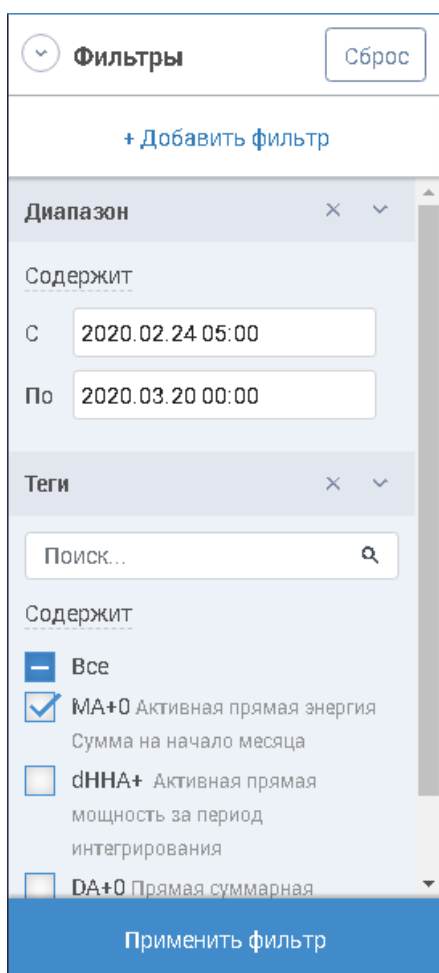 Фильтры
Сброс
+ Добавить фильтр
Диапазон
Содержит
С 2020.02.24 05:00
По 2020.03.20 00:00
Теги
Поиск...
Содержит
Все
MA+0 Активная прямая энергия
Сумма на начало месяца
dHHA+ Активная прямая
мощность за период
интегрирования
DA+0 Прямая суммарная
Применить фильтр